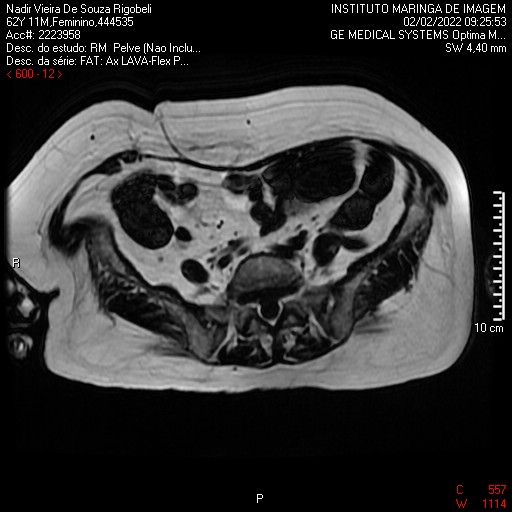 Nadir Vieira De Souza Rigobeli
62Y 11M,Feminino,444535
Acc#: 2223958
Desc. do estudo: RM  Pelve (Nao Inclu...
Desc. da série: FAT: Ax LAVA-Flex P...
< 600 - 12 >
INSTITUTO MARINGA DE IMAGEM
02/02/2022 09:25:53
GE MEDICAL SYSTEMS Optima M...
SW 4,40 mm
R
10 cm
P
C 557
W 1114